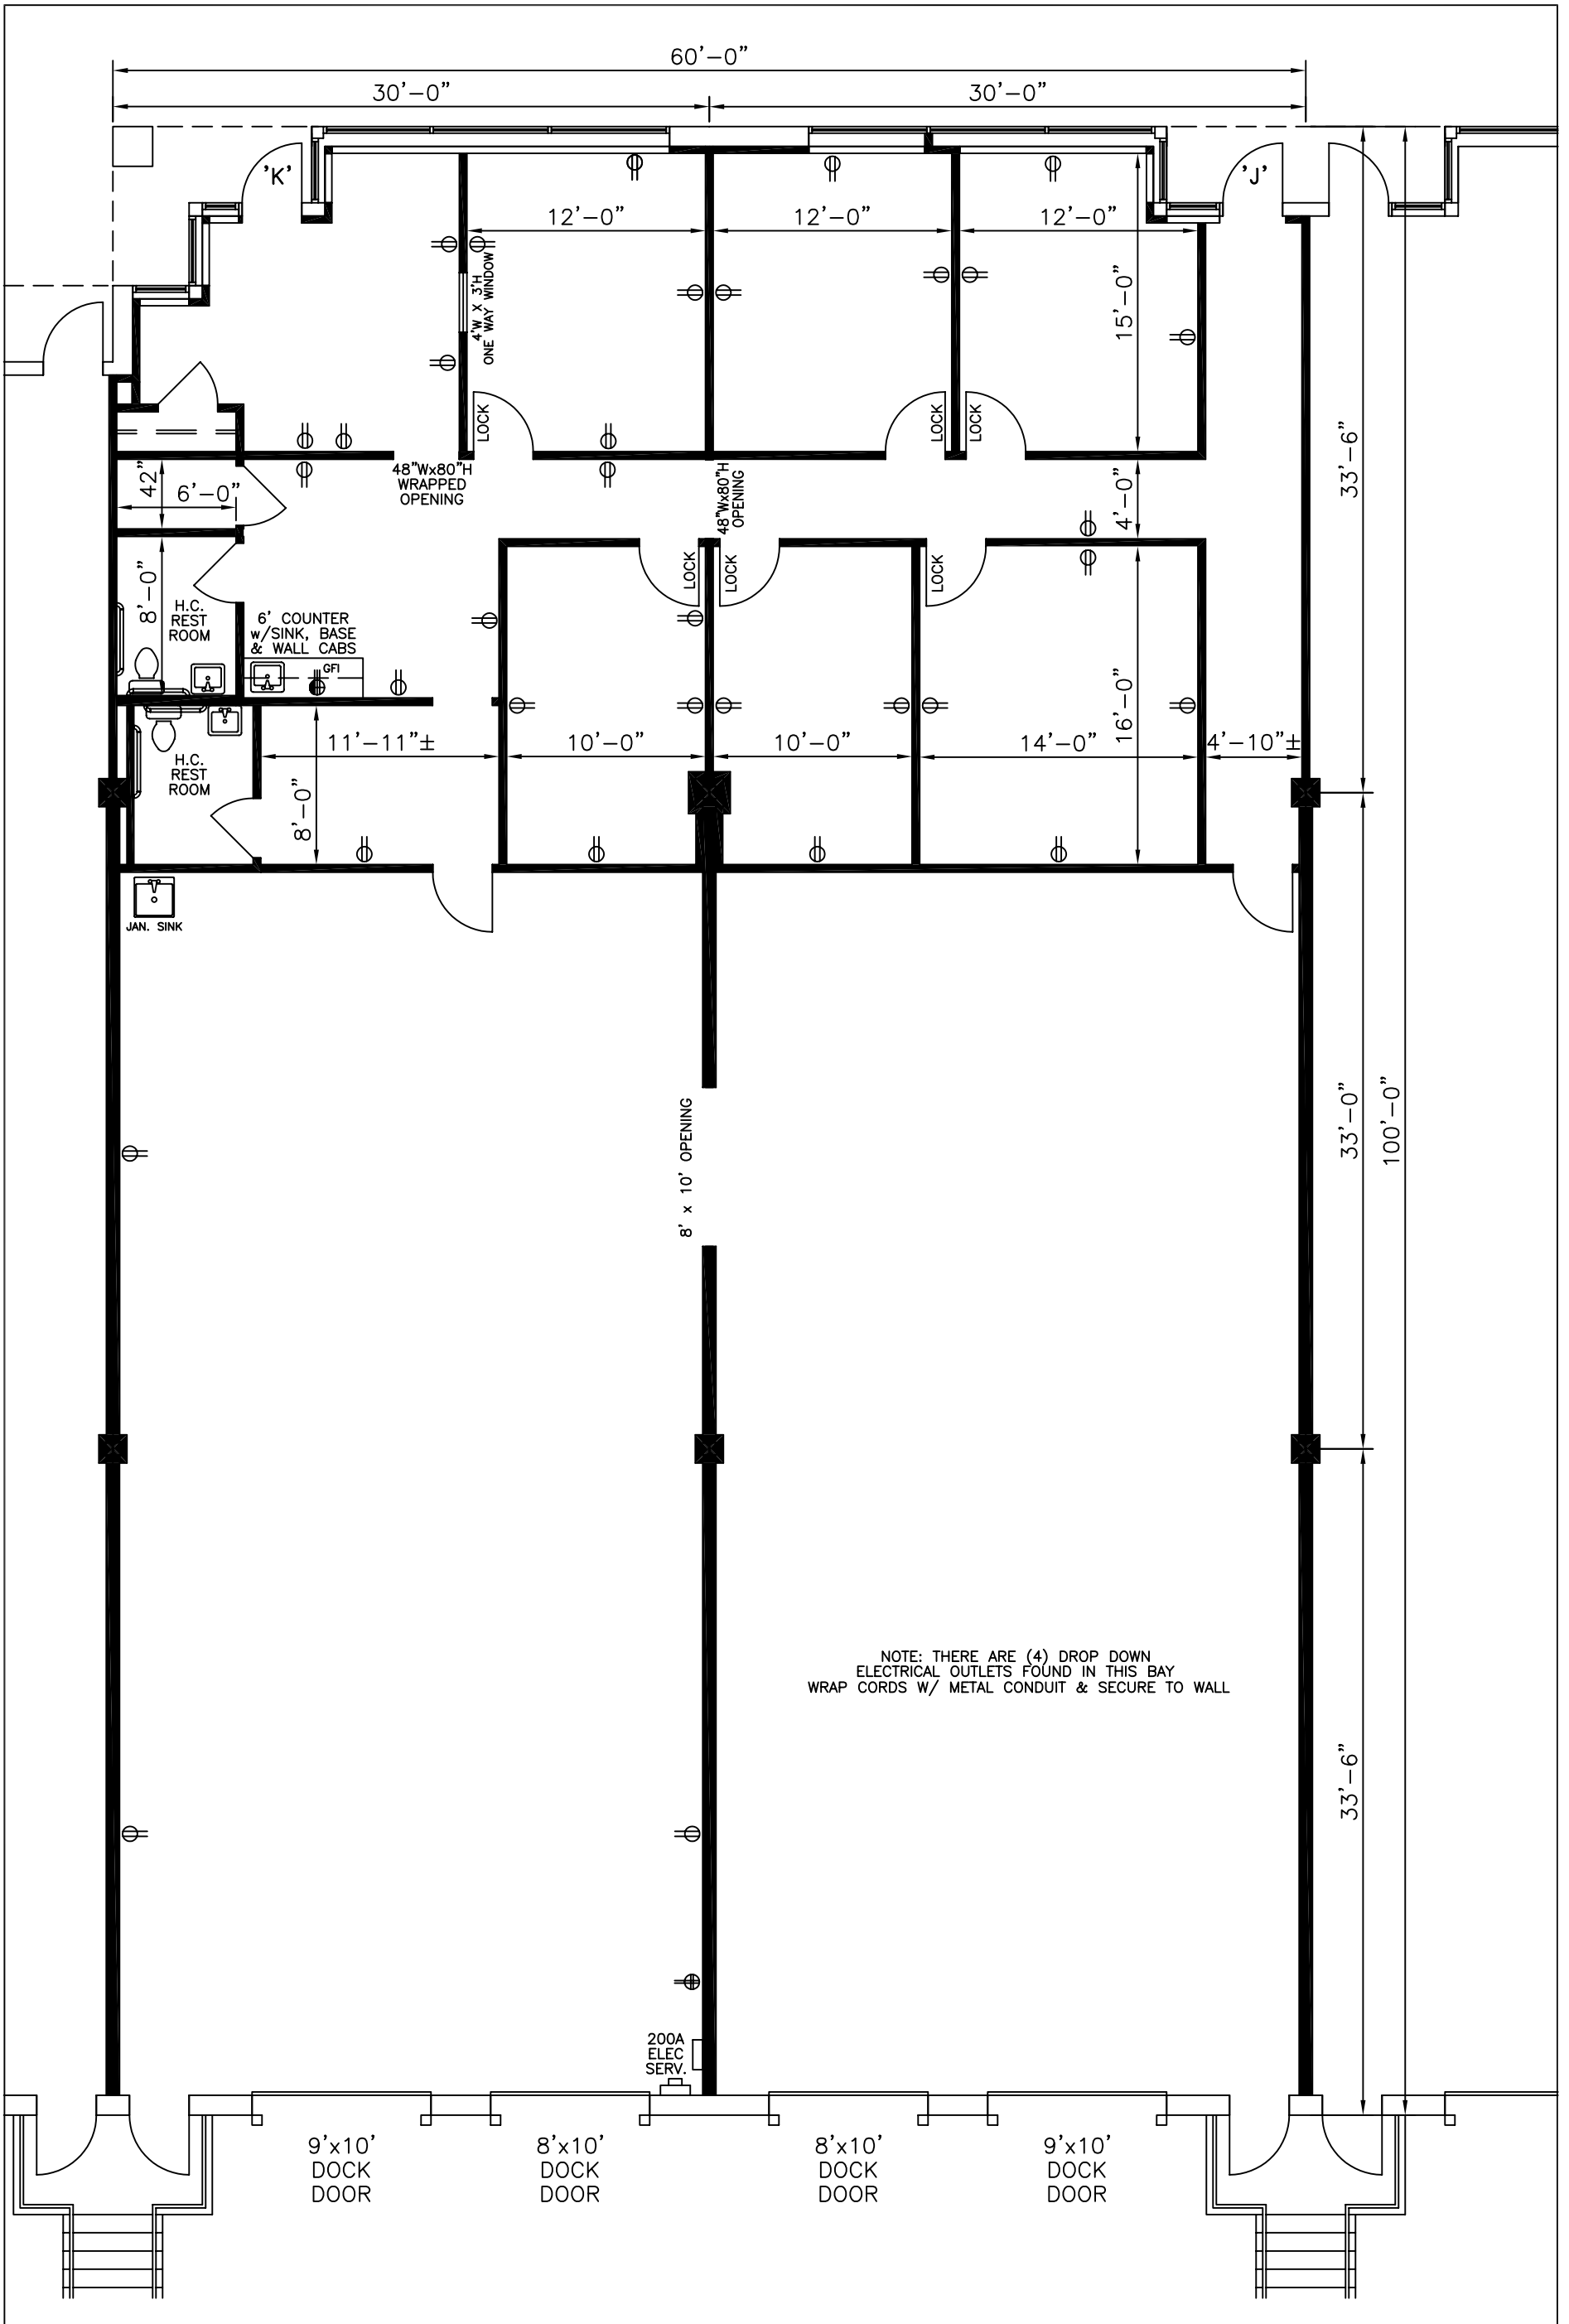 60'-0"
30'-0"
30'-0"
'K'
'J'
12'-0"
12'-0"
12'-0"
4'W X 3'H
ONE WAY WINDOW
15'-0"
LOCK
LOCK
LOCK
33'-6"
42"
6'-0"
48"Wx80"H
WRAPPED
OPENING
48"Wx80"H
OPENING
4'-0"
8'-0"
H.C.
REST
ROOM
6' COUNTER
w/SINK, BASE
& WALL CABS
GFI
LOCK
LOCK
LOCK
16'-0"
11'-11"±
10'-0"
10'-0"
14'-0"
4'-10"±
H.C.
REST
ROOM
8'-0"
JAN. SINK
8' x 10' OPENING
33'-0"
100'-0"
NOTE: THERE ARE (4) DROP DOWN
ELECTRICAL OUTLETS FOUND IN THIS BAY
WRAP CORDS W/ METAL CONDUIT & SECURE TO WALL
33'-6"
200A
ELEC
SERV.
9'x10'
DOCK
DOOR
8'x10'
DOCK
DOOR
8'x10'
DOCK
DOOR
9'x10'
DOCK
DOOR